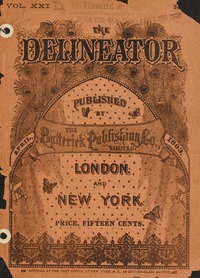 VOL. XXI
THE
DELINEATOR
PUBLISHED
BY
THE
Butterick Publishing Co.
LIMITED.
APRIL,
LONDON,
AND
NEW YORK.
PRICE, FIFTEEN CENTS.